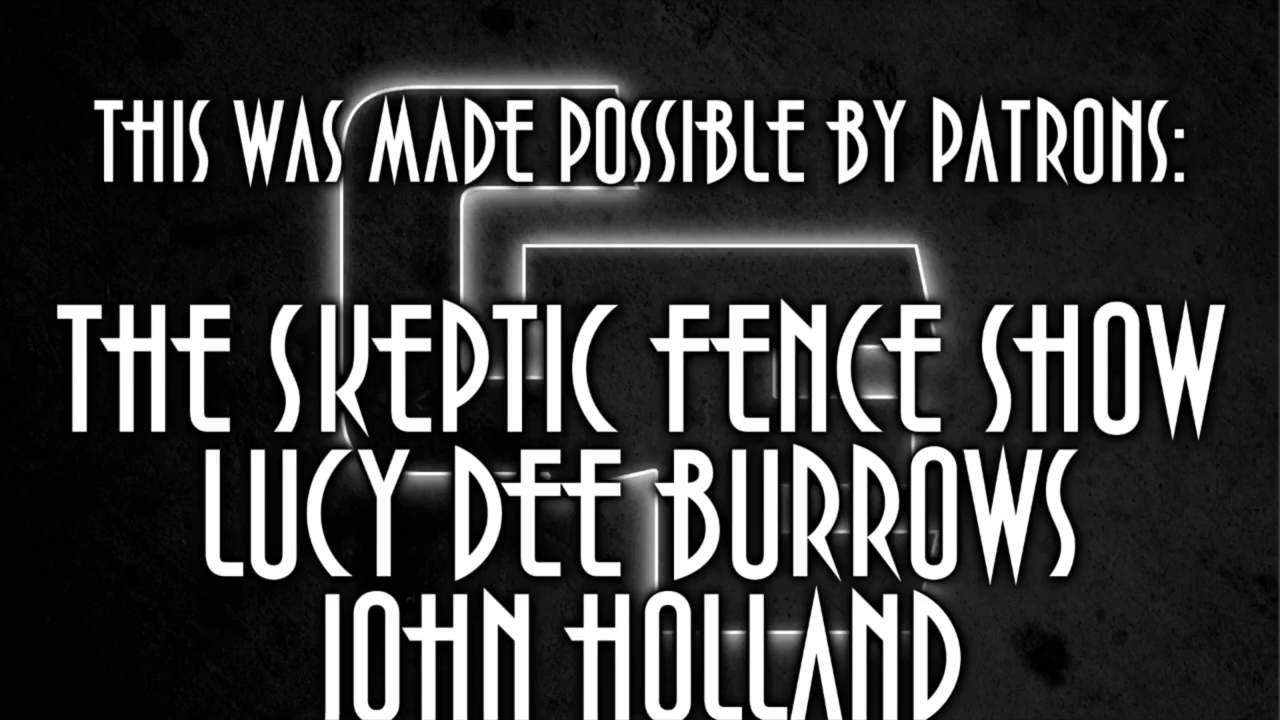 THIS WAS MADE POSSIBLE BY PATRONS:
THE SKEPTIC FENCE SHOW
LUCY DEE BURROWS
JOHN HOLLAND